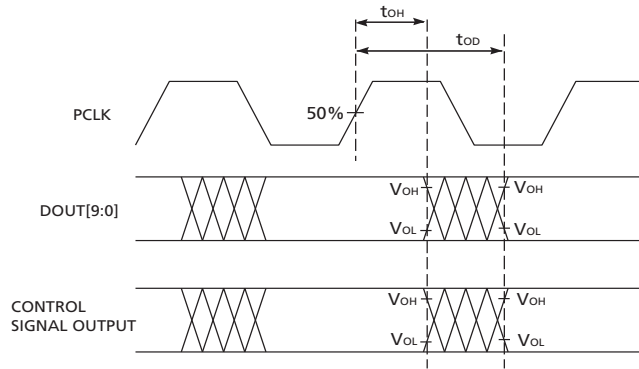 tOH
tOD
PCLK
50%
DOUT[9:0]
VOH
VOH
VOL
VOL
CONTROL
SIGNAL OUTPUT
VOH
VOH
VOL
VOL